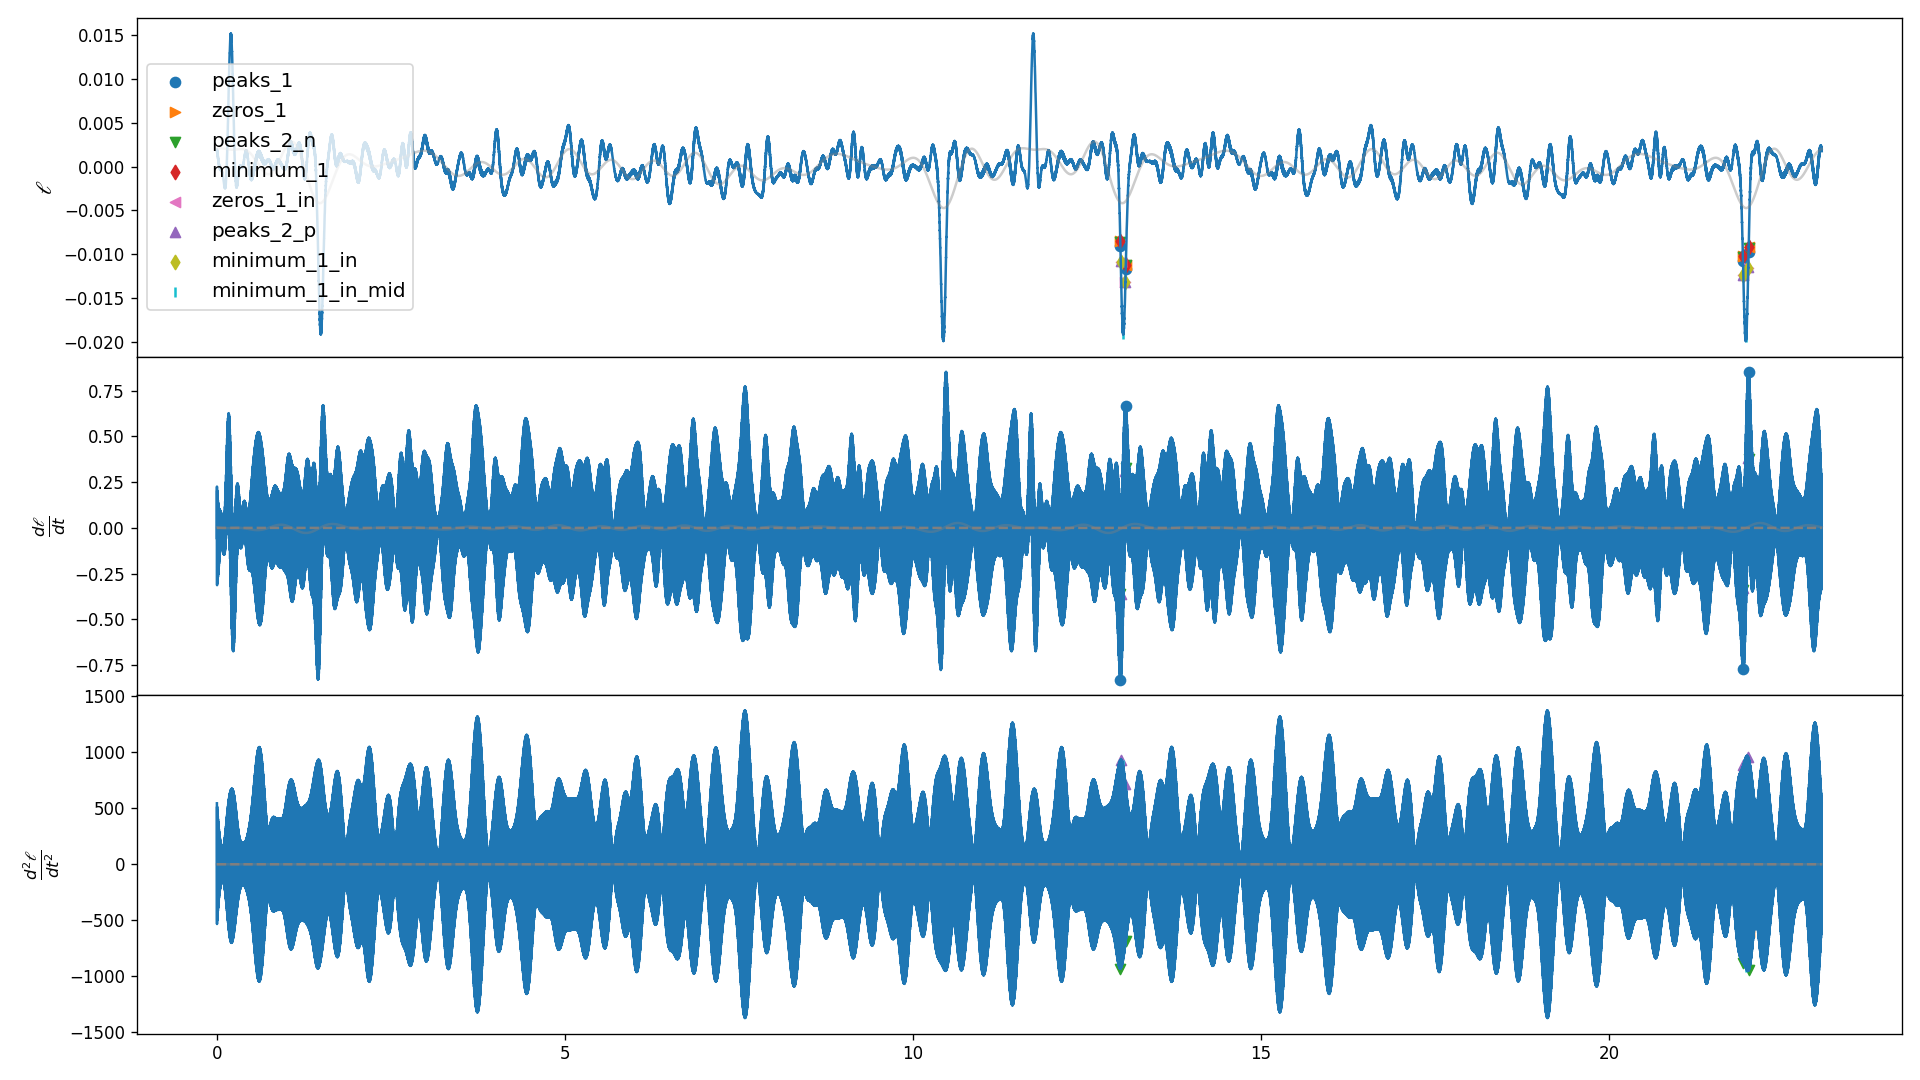 0.015
0.010
0.005
0.000
−0.005
−0.010
−0.015
−0.020
ℓ
peaks_1
zeros_1
peaks_2_n
minimum_1
zeros_1_in
peaks_2_p
minimum_1_in
minimum_1_in_mid
0.75
0.50
0.25
0.00
−0.25
−0.50
−0.75
dℓ/dt
1500
1000
500
0
−500
−1000
−1500
d²ℓ/dt²
0 5 10 15 20